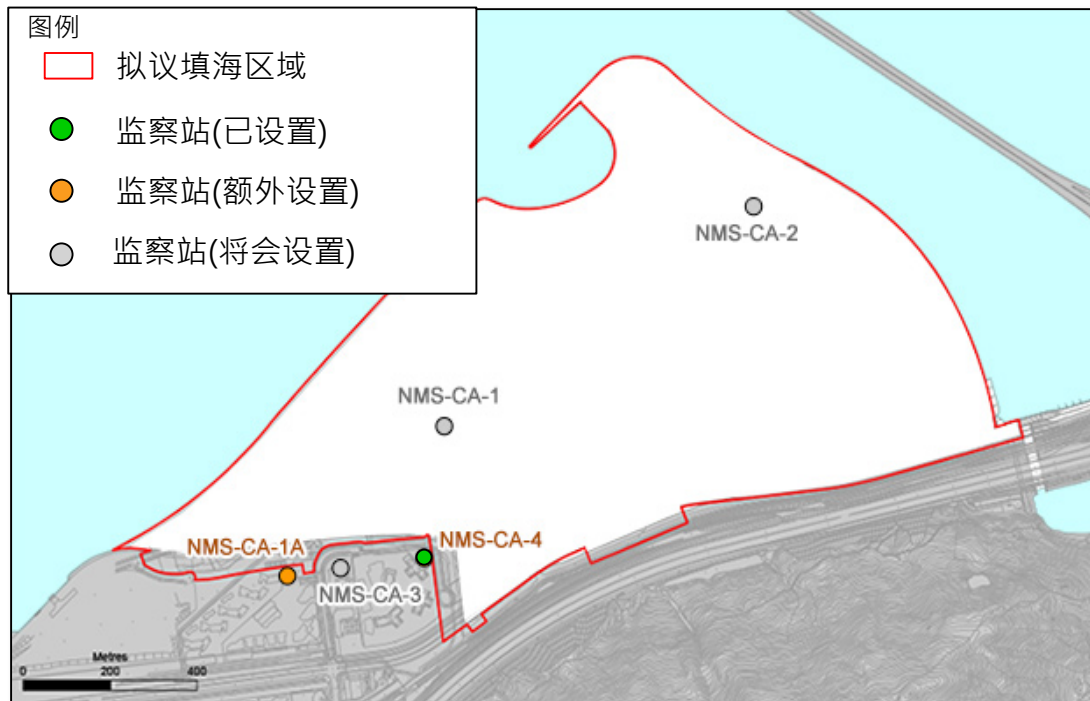 图例
拟议填海区域
监察站(已设置)
监察站(额外设置)
监察站(将会设置)
NMS-CA-2
NMS-CA-1
NMS-CA-1A
NMS-CA-4
NMS-CA-3
Metres
0 200 400